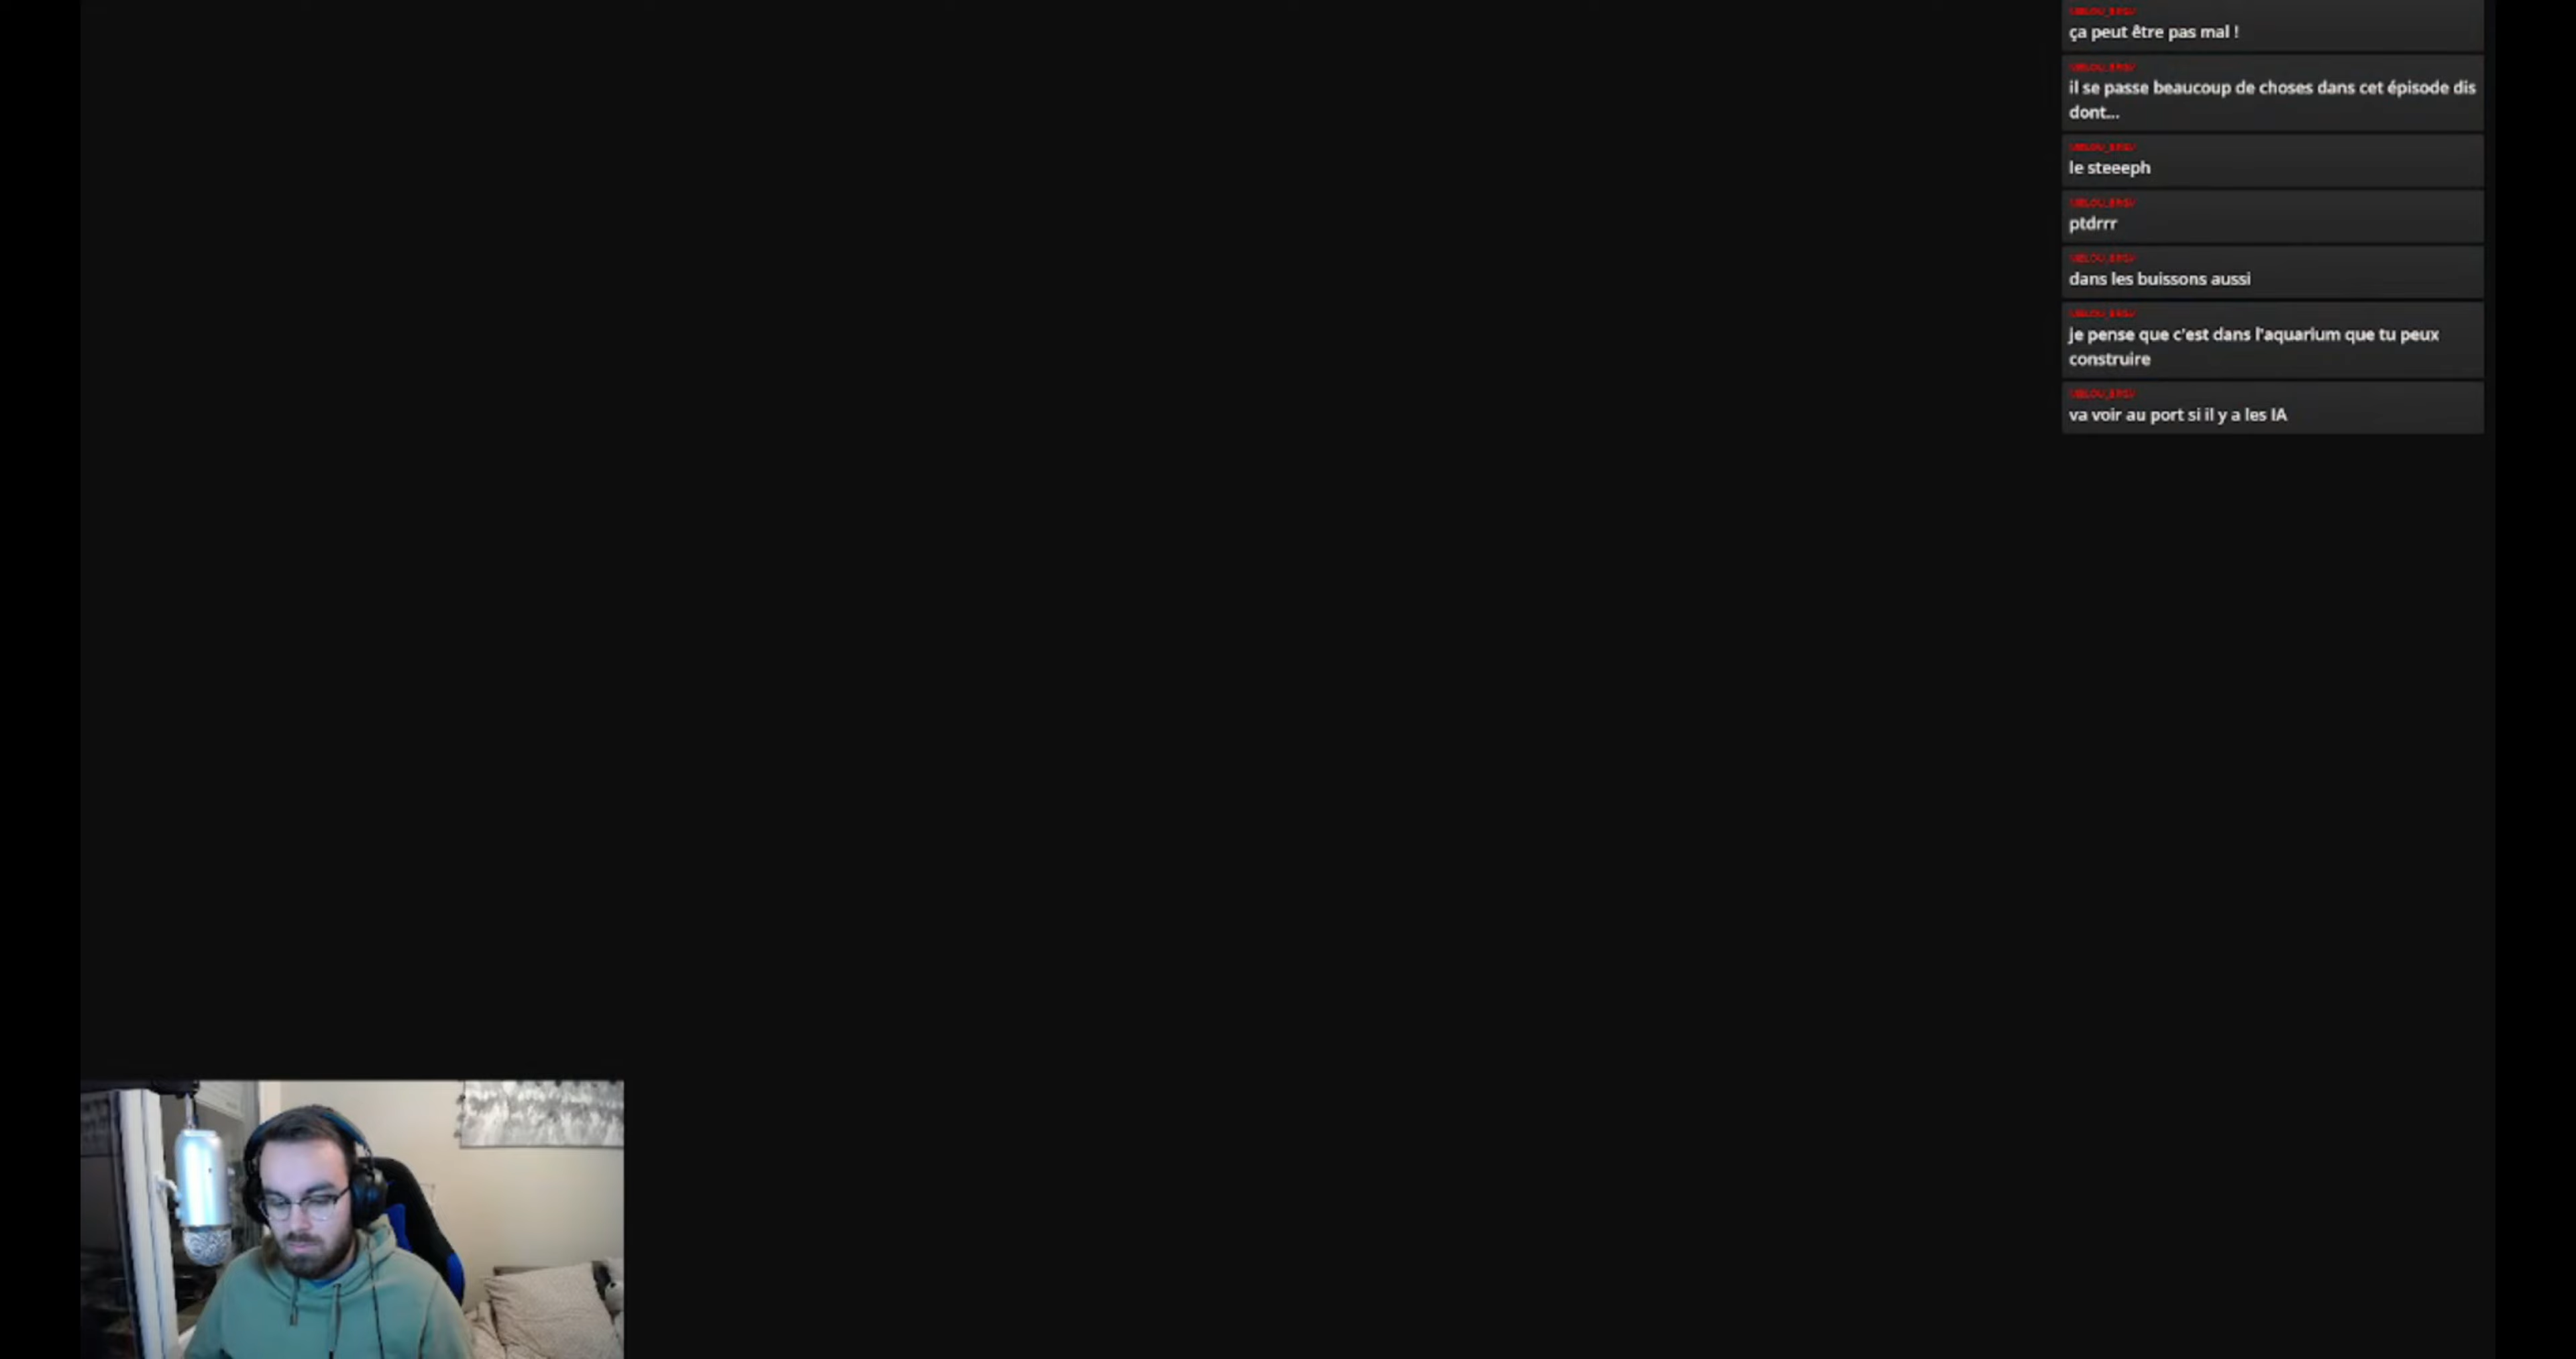 ça peut être pas mal !
il se passe beaucoup de choses dans cet épisode dis
dont...
le steeeph
ptdrrr
dans les buissons aussi
je pense que c'est dans l'aquarium que tu peux
construire
va voir au port si il y a les IA